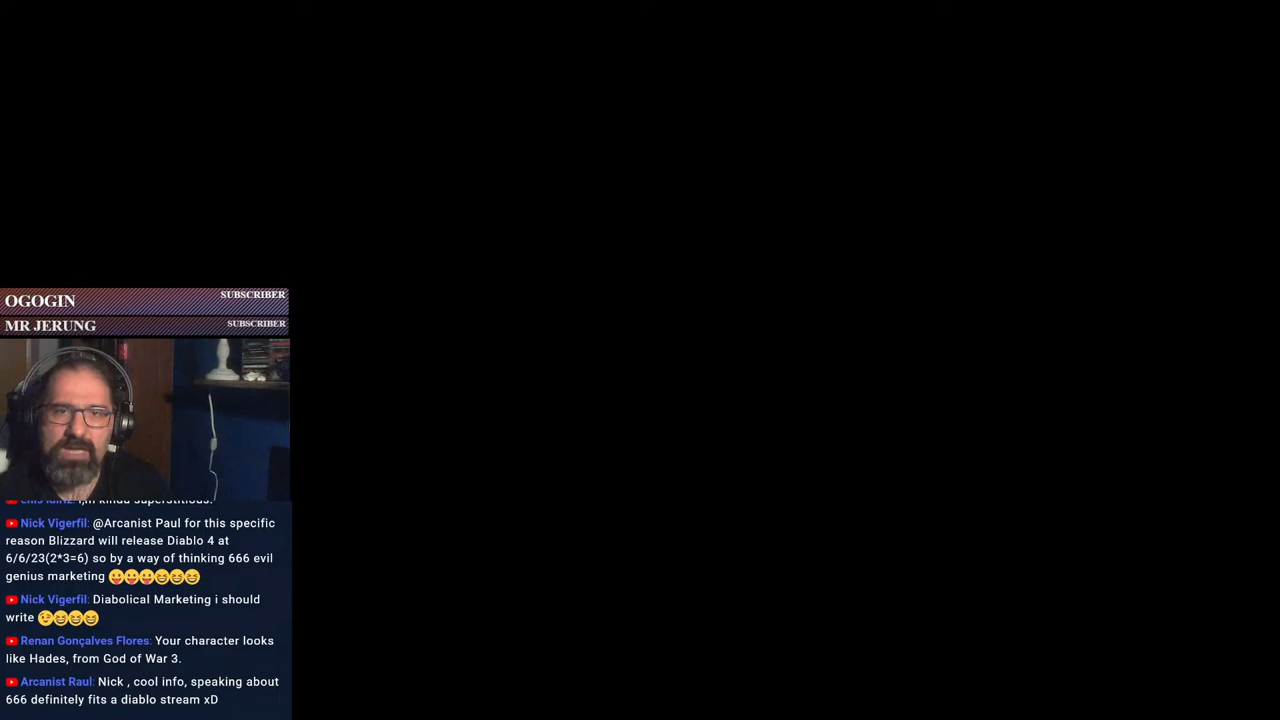 OGOGIN SUBSCRIBER
MR JERUNG SUBSCRIBER
I,m kinda superstitious.
Nick Vigerfil: @Arcanist Paul for this specific
reason Blizzard will release Diablo 4 at
6/6/23(2*3=6) so by a way of thinking 666 evil
genius marketing 😛😛😛😆😆😆
Nick Vigerfil: Diabolical Marketing i should
write 😉😆😆😆
Renan Gonçalves Flores: Your character looks
like Hades, from God of War 3.
Arcanist Raul: Nick , cool info, speaking about
666 definitely fits a diablo stream xD